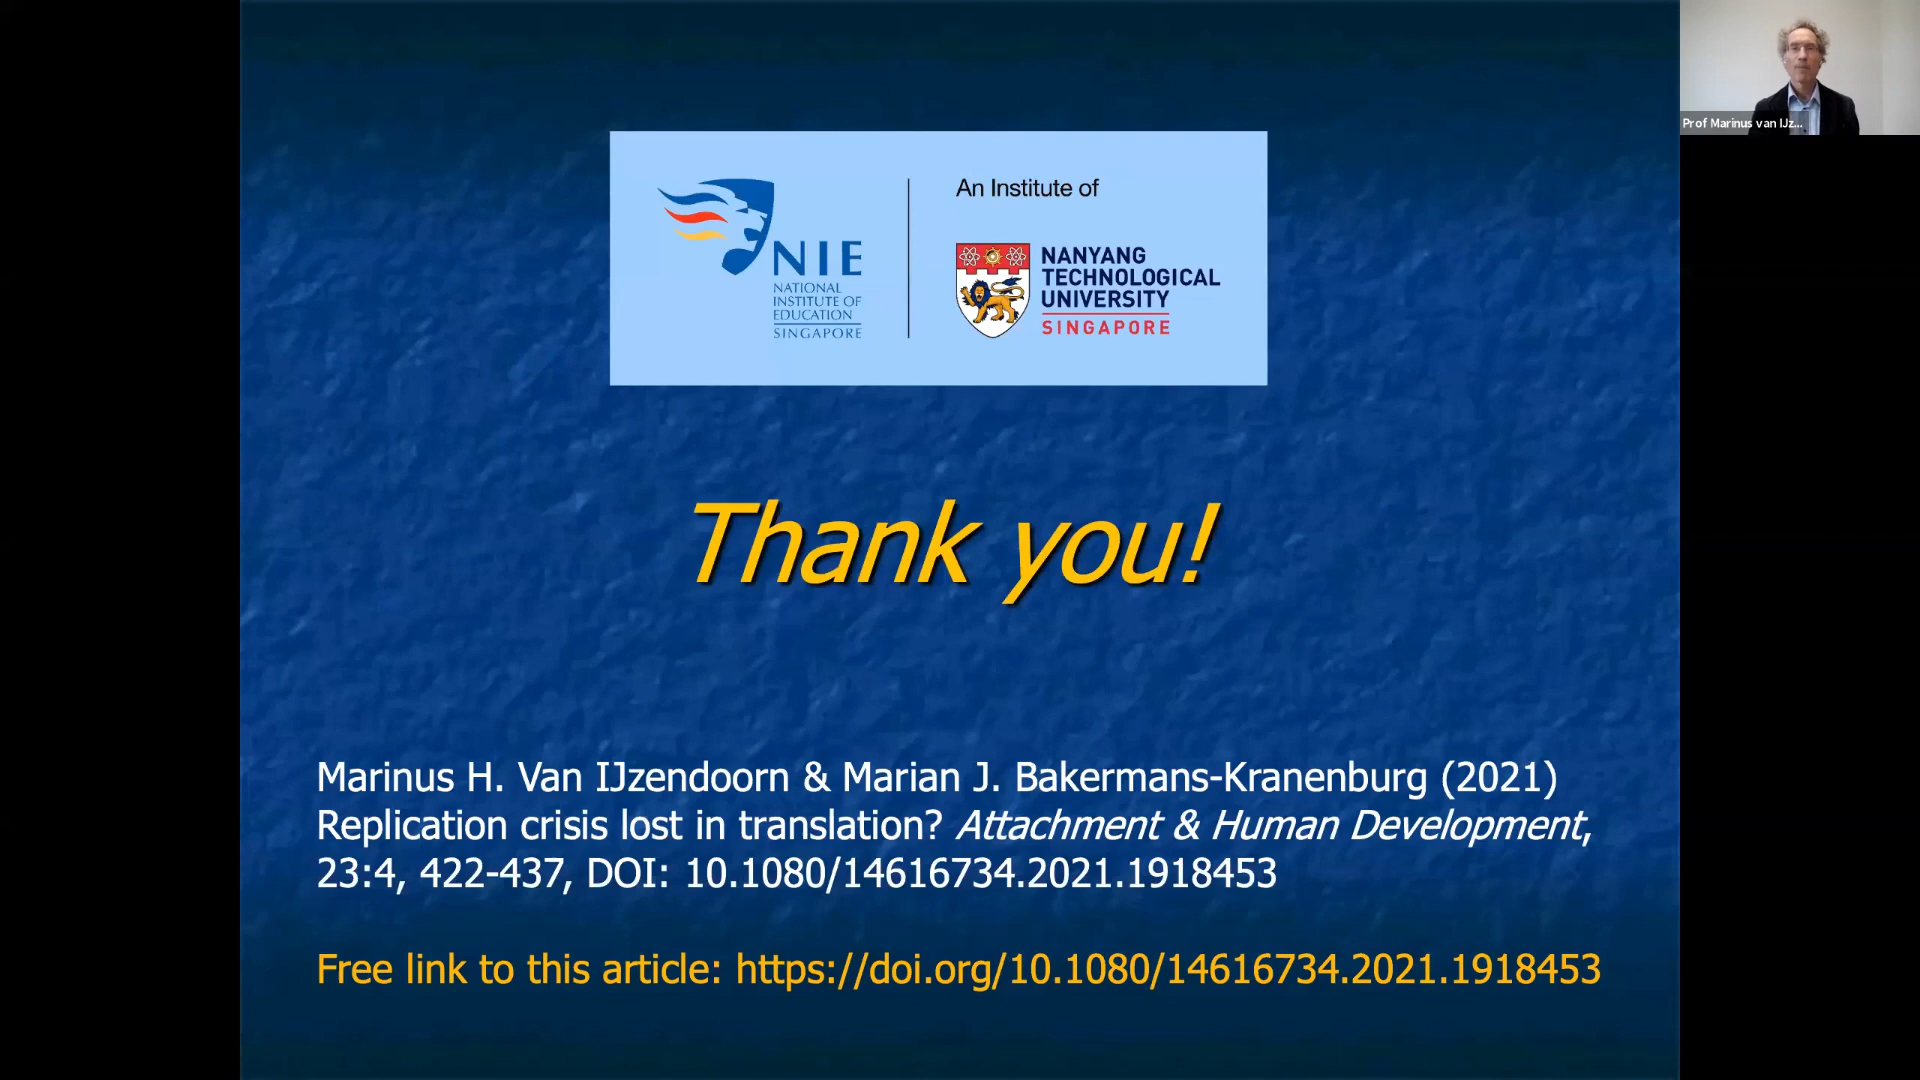 Prof Marinus van IJz...
An Institute of
NIE
NATIONAL
INSTITUTE OF
EDUCATION
SINGAPORE
NANYANG
TECHNOLOGICAL
UNIVERSITY
SINGAPORE
Thank you!
Marinus H. Van IJzendoorn & Marian J. Bakermans-Kranenburg (2021)
Replication crisis lost in translation? Attachment & Human Development,
23:4, 422-437, DOI: 10.1080/14616734.2021.1918453
Free link to this article: https://doi.org/10.1080/14616734.2021.1918453